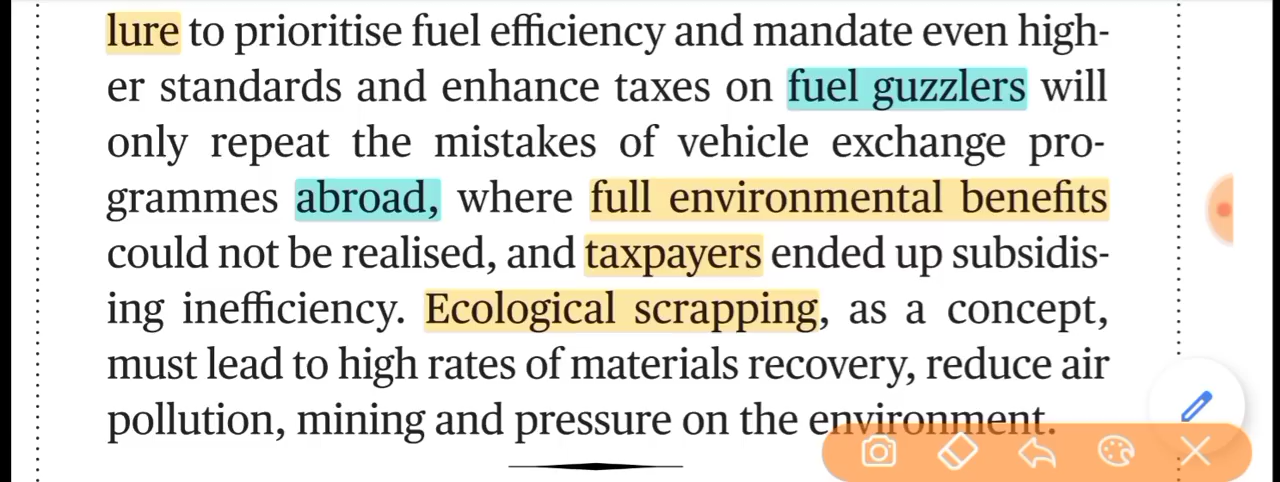 lure to prioritise fuel efficiency and mandate even high-
er standards and enhance taxes on fuel guzzlers will
only repeat the mistakes of vehicle exchange pro-
grammes abroad, where full environmental benefits
could not be realised, and taxpayers ended up subsidis-
ing inefficiency. Ecological scrapping, as a concept,
must lead to high rates of materials recovery, reduce air
pollution, mining and pressure on the environment.